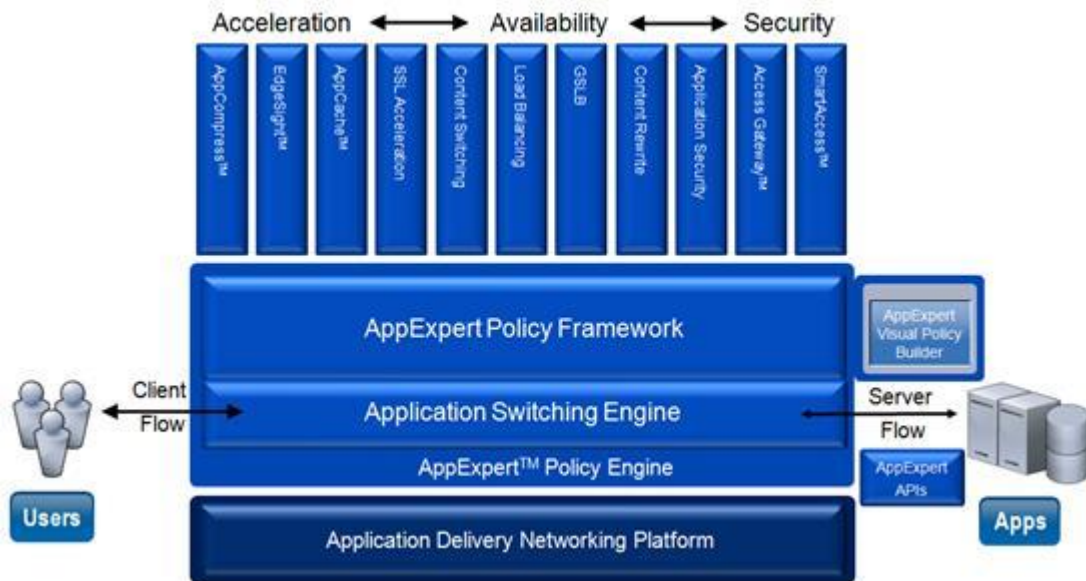 Acceleration
Availability
Security
AppCompress™
EdgeSight™
AppCache™
SSL Acceleration
Content Switching
Load Balancing
GSLB
Content Rewrite
Application Security
Access Gateway™
SmartAccess™
AppExpert Policy Framework
AppExpert
Visual Policy
Builder
Client
Flow
Application Switching Engine
Server
Flow
AppExpert™ Policy Engine
AppExpert
APIs
Users
Apps
Application Delivery Networking Platform